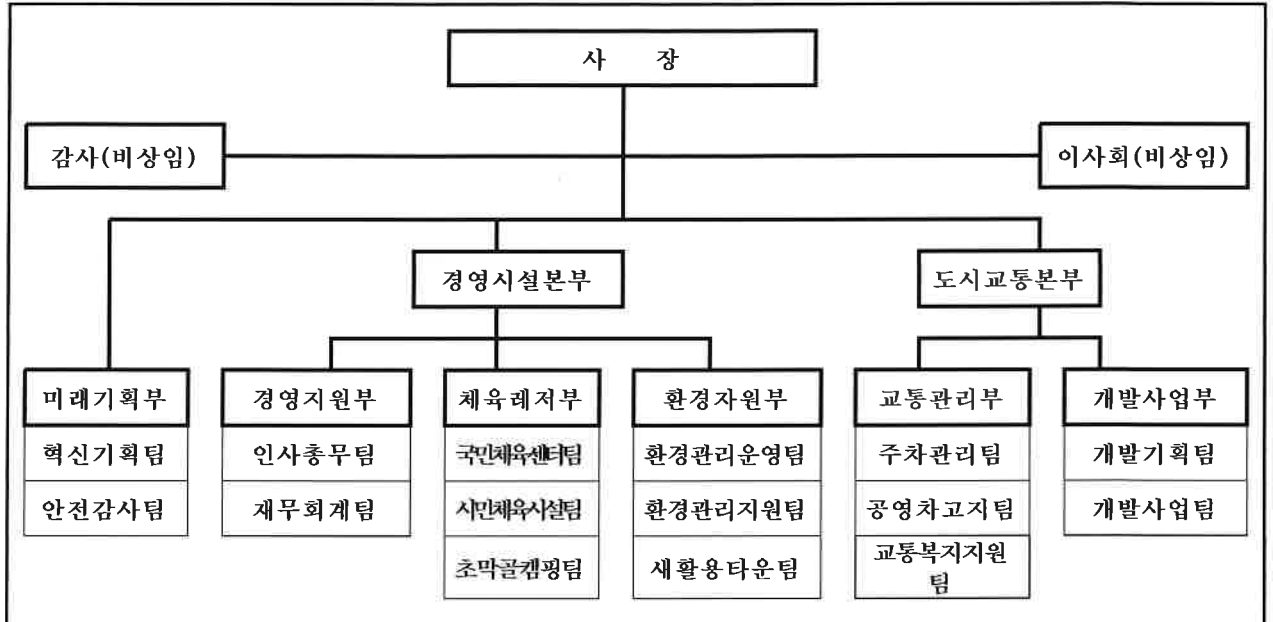 사 장
감사(비상임)
이사회(비상임)
경영시설본부
도시교통본부
미래기획부
경영지원부
체육레저부
환경자원부
교통관리부
개발사업부
혁신기획팀
인사총무팀
국민체육센터팀
환경관리운영팀
주차관리팀
개발기획팀
안전감사팀
재무회계팀
시민체육시설팀
환경관리지원팀
공영차고지팀
개발사업팀
초막골캠핑팀
새활용타운팀
교통복지지원
팀